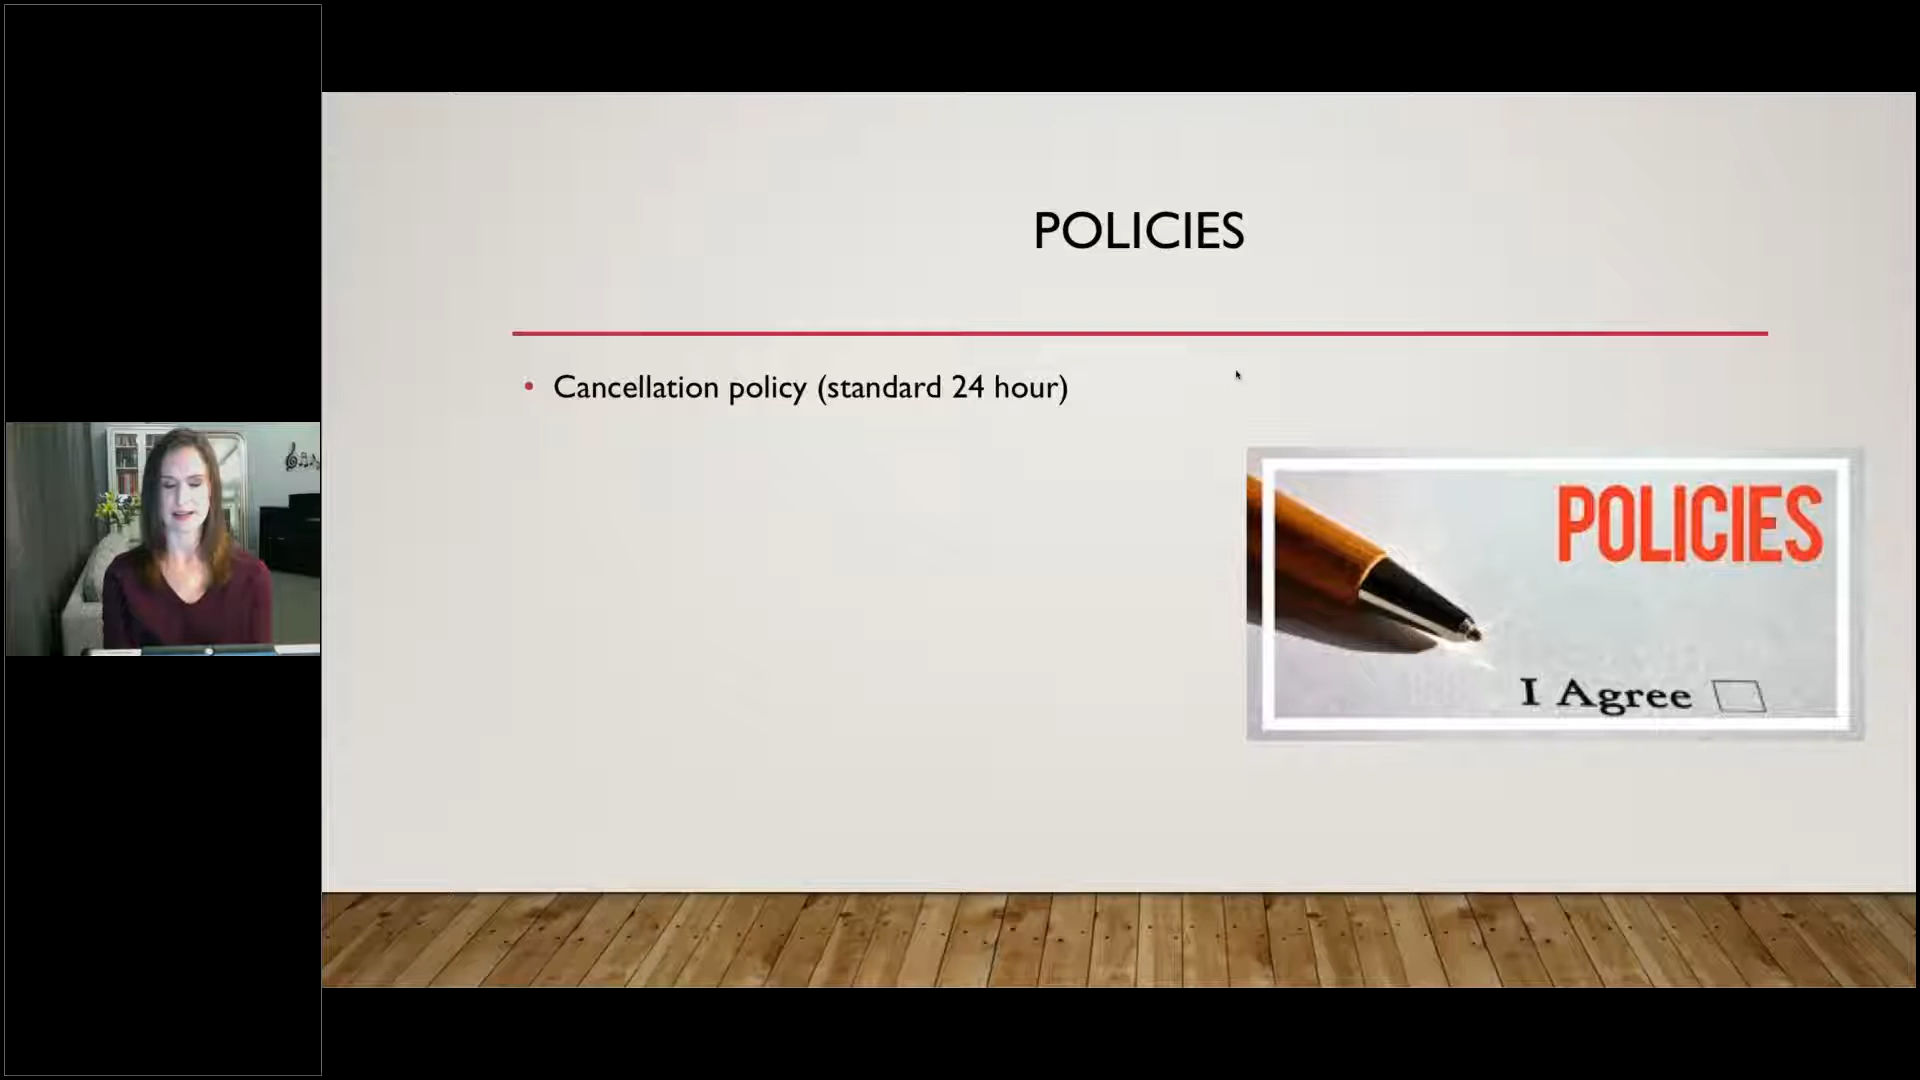 POLICIES
• Cancellation policy (standard 24 hour)
POLICIES
I Agree